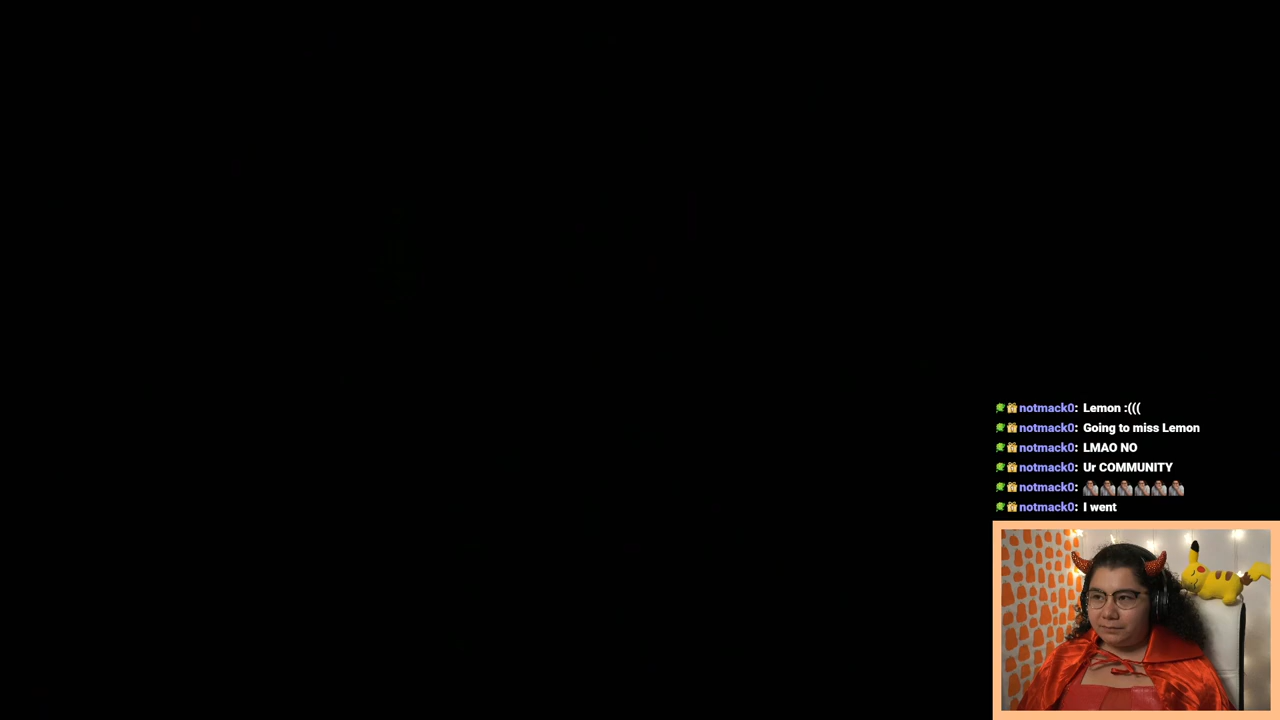 notmack0: Lemon :(((
notmack0: Going to miss Lemon
notmack0: LMAO NO
notmack0: Ur COMMUNITY
notmack0:
notmack0: I went